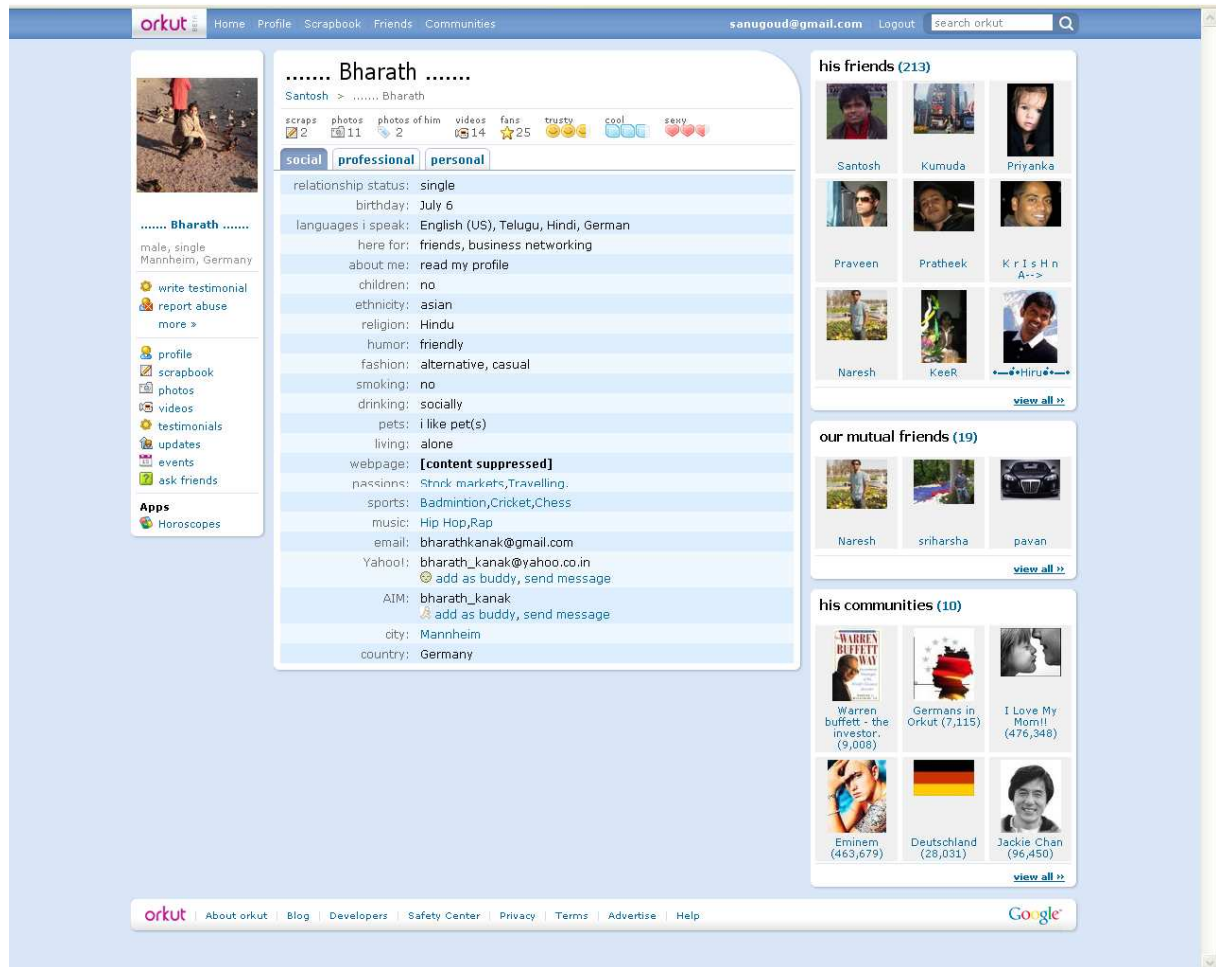 orkut BETA Home Profile Scrapbook Friends Communities sanugoud@gmail.com Logout search orkut
....... Bharath .......
male, single
Mannheim, Germany
write testimonial
report abuse
more »
profile
scrapbook
photos
videos
testimonials
updates
events
ask friends
Apps
Horoscopes
....... Bharath .......
Santosh > ....... Bharath
scraps photos photos of him videos fans trusty cool sexy
2 11 2 14 25
social professional personal
relationship status: single
birthday: July 6
languages i speak: English (US), Telugu, Hindi, German
here for: friends, business networking
about me: read my profile
children: no
ethnicity: asian
religion: Hindu
humor: friendly
fashion: alternative, casual
smoking: no
drinking: socially
pets: i like pet(s)
living: alone
webpage: [content suppressed]
passions: Stock markets,Travelling.
sports: Badmintion,Cricket,Chess
music: Hip Hop,Rap
email: bharathkanak@gmail.com
Yahoo!: bharath_kanak@yahoo.co.in
add as buddy, send message
AIM: bharath_kanak
add as buddy, send message
city: Mannheim
country: Germany
his friends (213)
Santosh Kumuda Priyanka
Praveen Pratheek K r I s H n
A-->
Naresh KeeR •—•Hiru•—•
view all »
our mutual friends (19)
Naresh sriharsha pavan
view all »
his communities (10)
WARREN
BUFFETT
WAY
Warren
buffett - the
investor.
(9,008)
Germans in
Orkut (7,115)
I Love My
Mom!!
(476,348)
Eminem
(463,679)
Deutschland
(28,031)
Jackie Chan
(96,450)
view all »
orkut About orkut Blog Developers Safety Center Privacy Terms Advertise Help Google